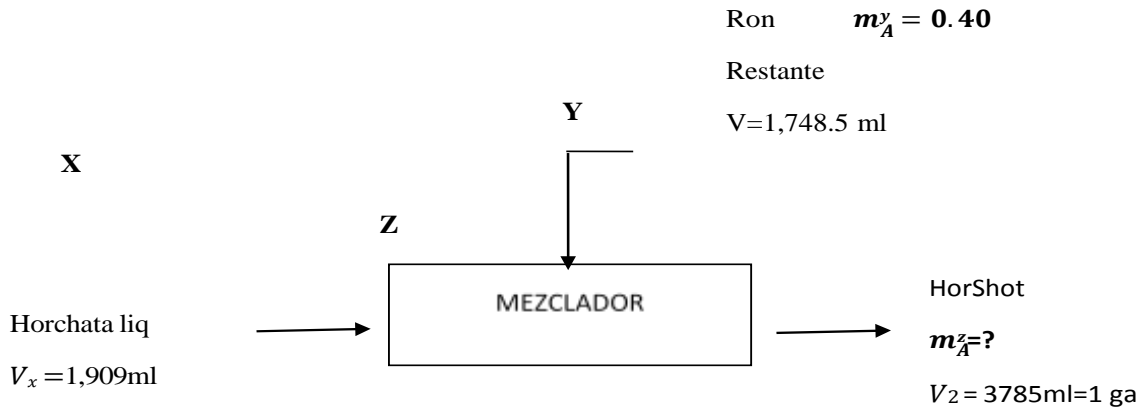 Ron m_A^y = 0.40
Restante
V=1,748.5 ml
Y
X
Z
MEZCLADOR
Horchata liq
V_x =1,909ml
HorShot
m_A^z=?
V2 = 3785ml=1 ga